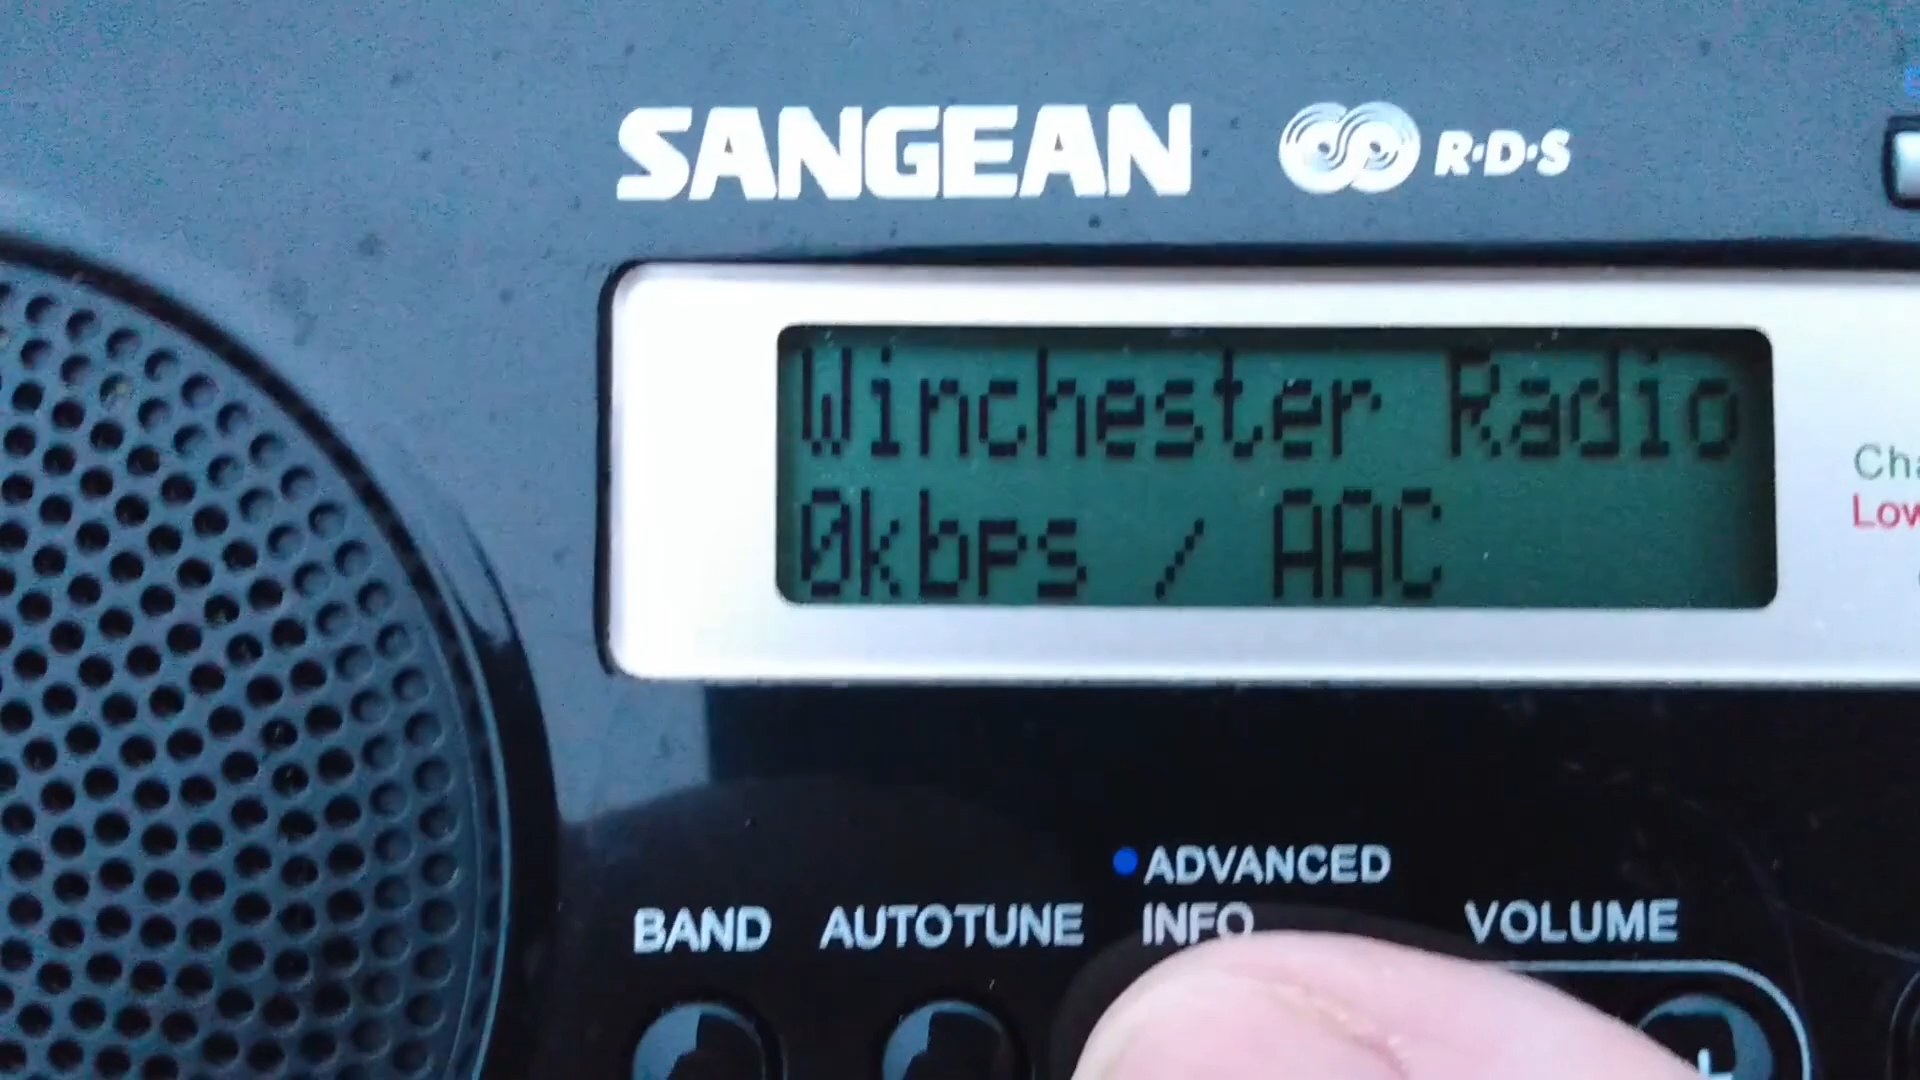 SANGEAN R·D·S
Winchester Radio
0kbps / AAC
ADVANCED
BAND AUTOTUNE INFO VOLUME
+